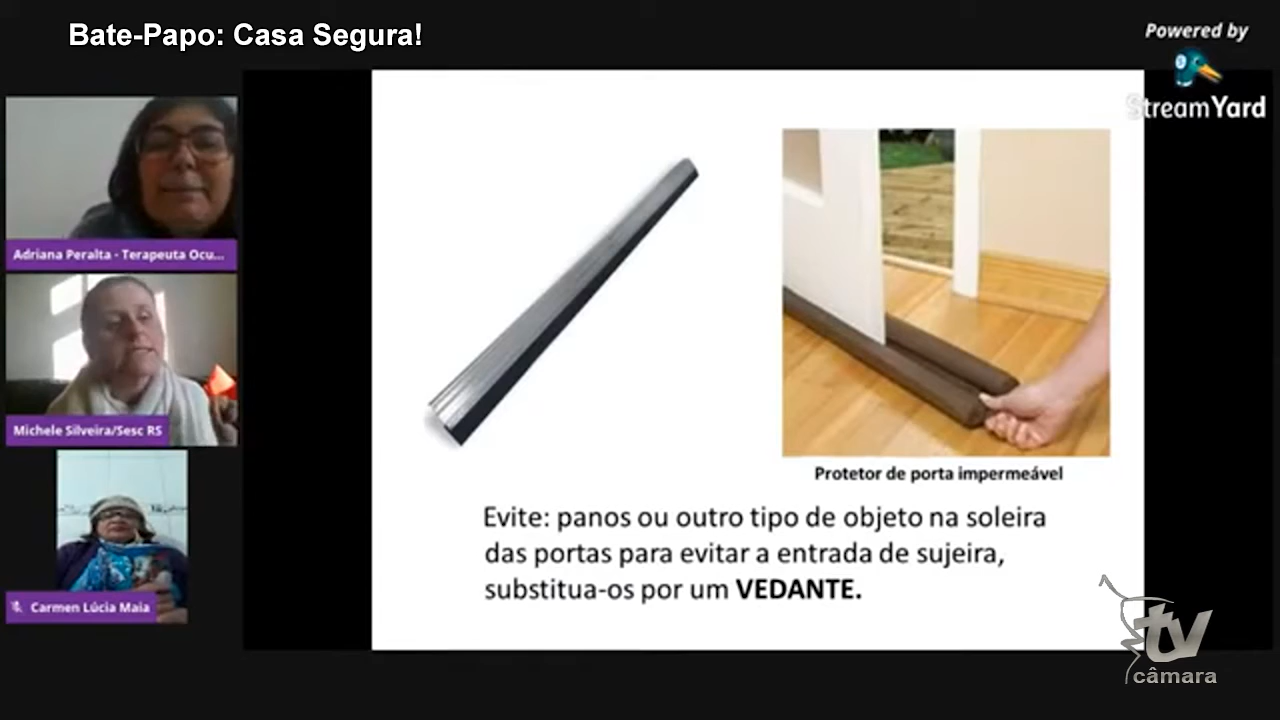 Bate-Papo: Casa Segura!
Powered by
StreamYard
Adriana Peralta - Terapeuta Ocu...
Michele Silveira/Sesc RS
Carmen Lúcia Maia
Protetor de porta impermeável
Evite: panos ou outro tipo de objeto na soleira
das portas para evitar a entrada de sujeira,
substitua-os por um VEDANTE.
tv
câmara